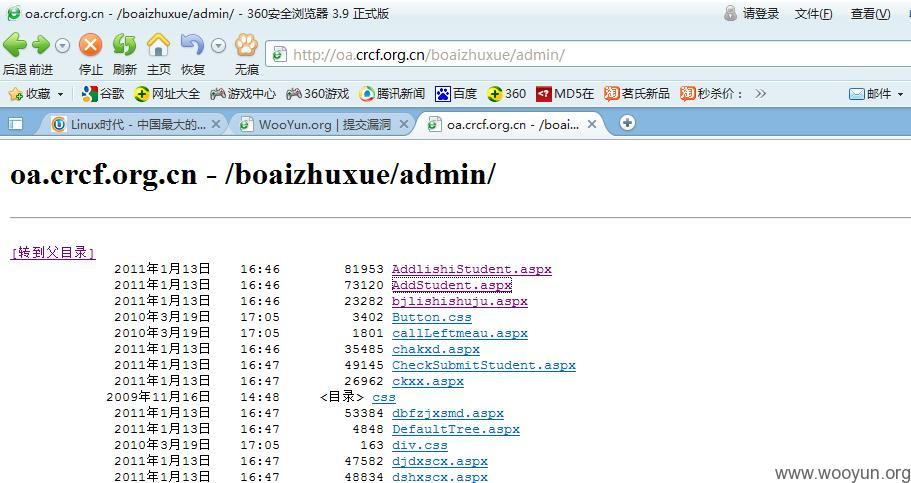 oa.crcf.org.cn - /boaizhuxue/admin/ - 360安全浏览器 3.9 正式版
请登录 文件(F) 查看(V)
http://oa.crcf.org.cn/boaizhuxue/admin/
后退 前进 停止 刷新 主页 恢复 无痕
收藏 谷歌 网址大全 游戏中心 360游戏 腾讯新闻 百度 360 MD5在 茗氏新品 秒杀价: 邮件
Linux时代 - 中国最大的... WooYun.org | 提交漏洞 oa.crcf.org.cn - /boai...
oa.crcf.org.cn - /boaizhuxue/admin/
[转到父目录]
2011年1月13日 16:46 81953 AddlishiStudent.aspx
2011年1月13日 16:46 73120 AddStudent.aspx
2011年1月13日 16:46 23282 bjlishishuju.aspx
2010年3月19日 17:05 3402 Button.css
2010年3月19日 17:05 1801 callLeftmeau.aspx
2011年1月13日 16:46 35485 chakxd.aspx
2011年1月13日 16:47 49145 CheckSubmitStudent.aspx
2011年1月13日 16:47 26962 ckxx.aspx
2009年11月16日 14:48 <目录> css
2011年1月13日 16:47 53384 dbfzjxsmd.aspx
2011年1月13日 16:47 4848 DefaultTree.aspx
2010年3月19日 17:05 163 div.css
2011年1月13日 16:47 47582 djdxscx.aspx
2011年1月13日 16:47 48834 dshxscx.aspx
www.wooyun.org